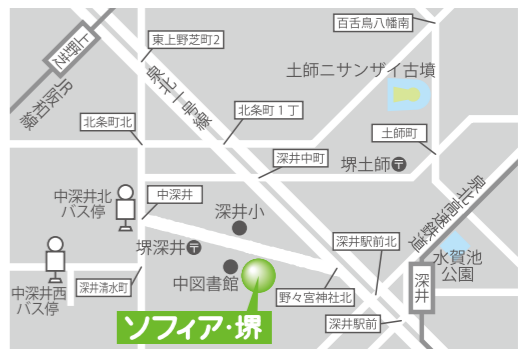 百舌鳥八幡南
上野芝
東上野芝町2
土師ニサンザイ古墳
JR阪和線
泉北一号線
北条町1丁
北条町北
土師町
深井中町
堺土師〒
中深井北
バス停
中深井
深井小
泉北高速鉄道
堺深井〒
深井駅前北
水賀池
公園
中図書館
深井
中深井西
バス停
深井清水町
野々宮神社北
ソフィア・堺
深井駅前